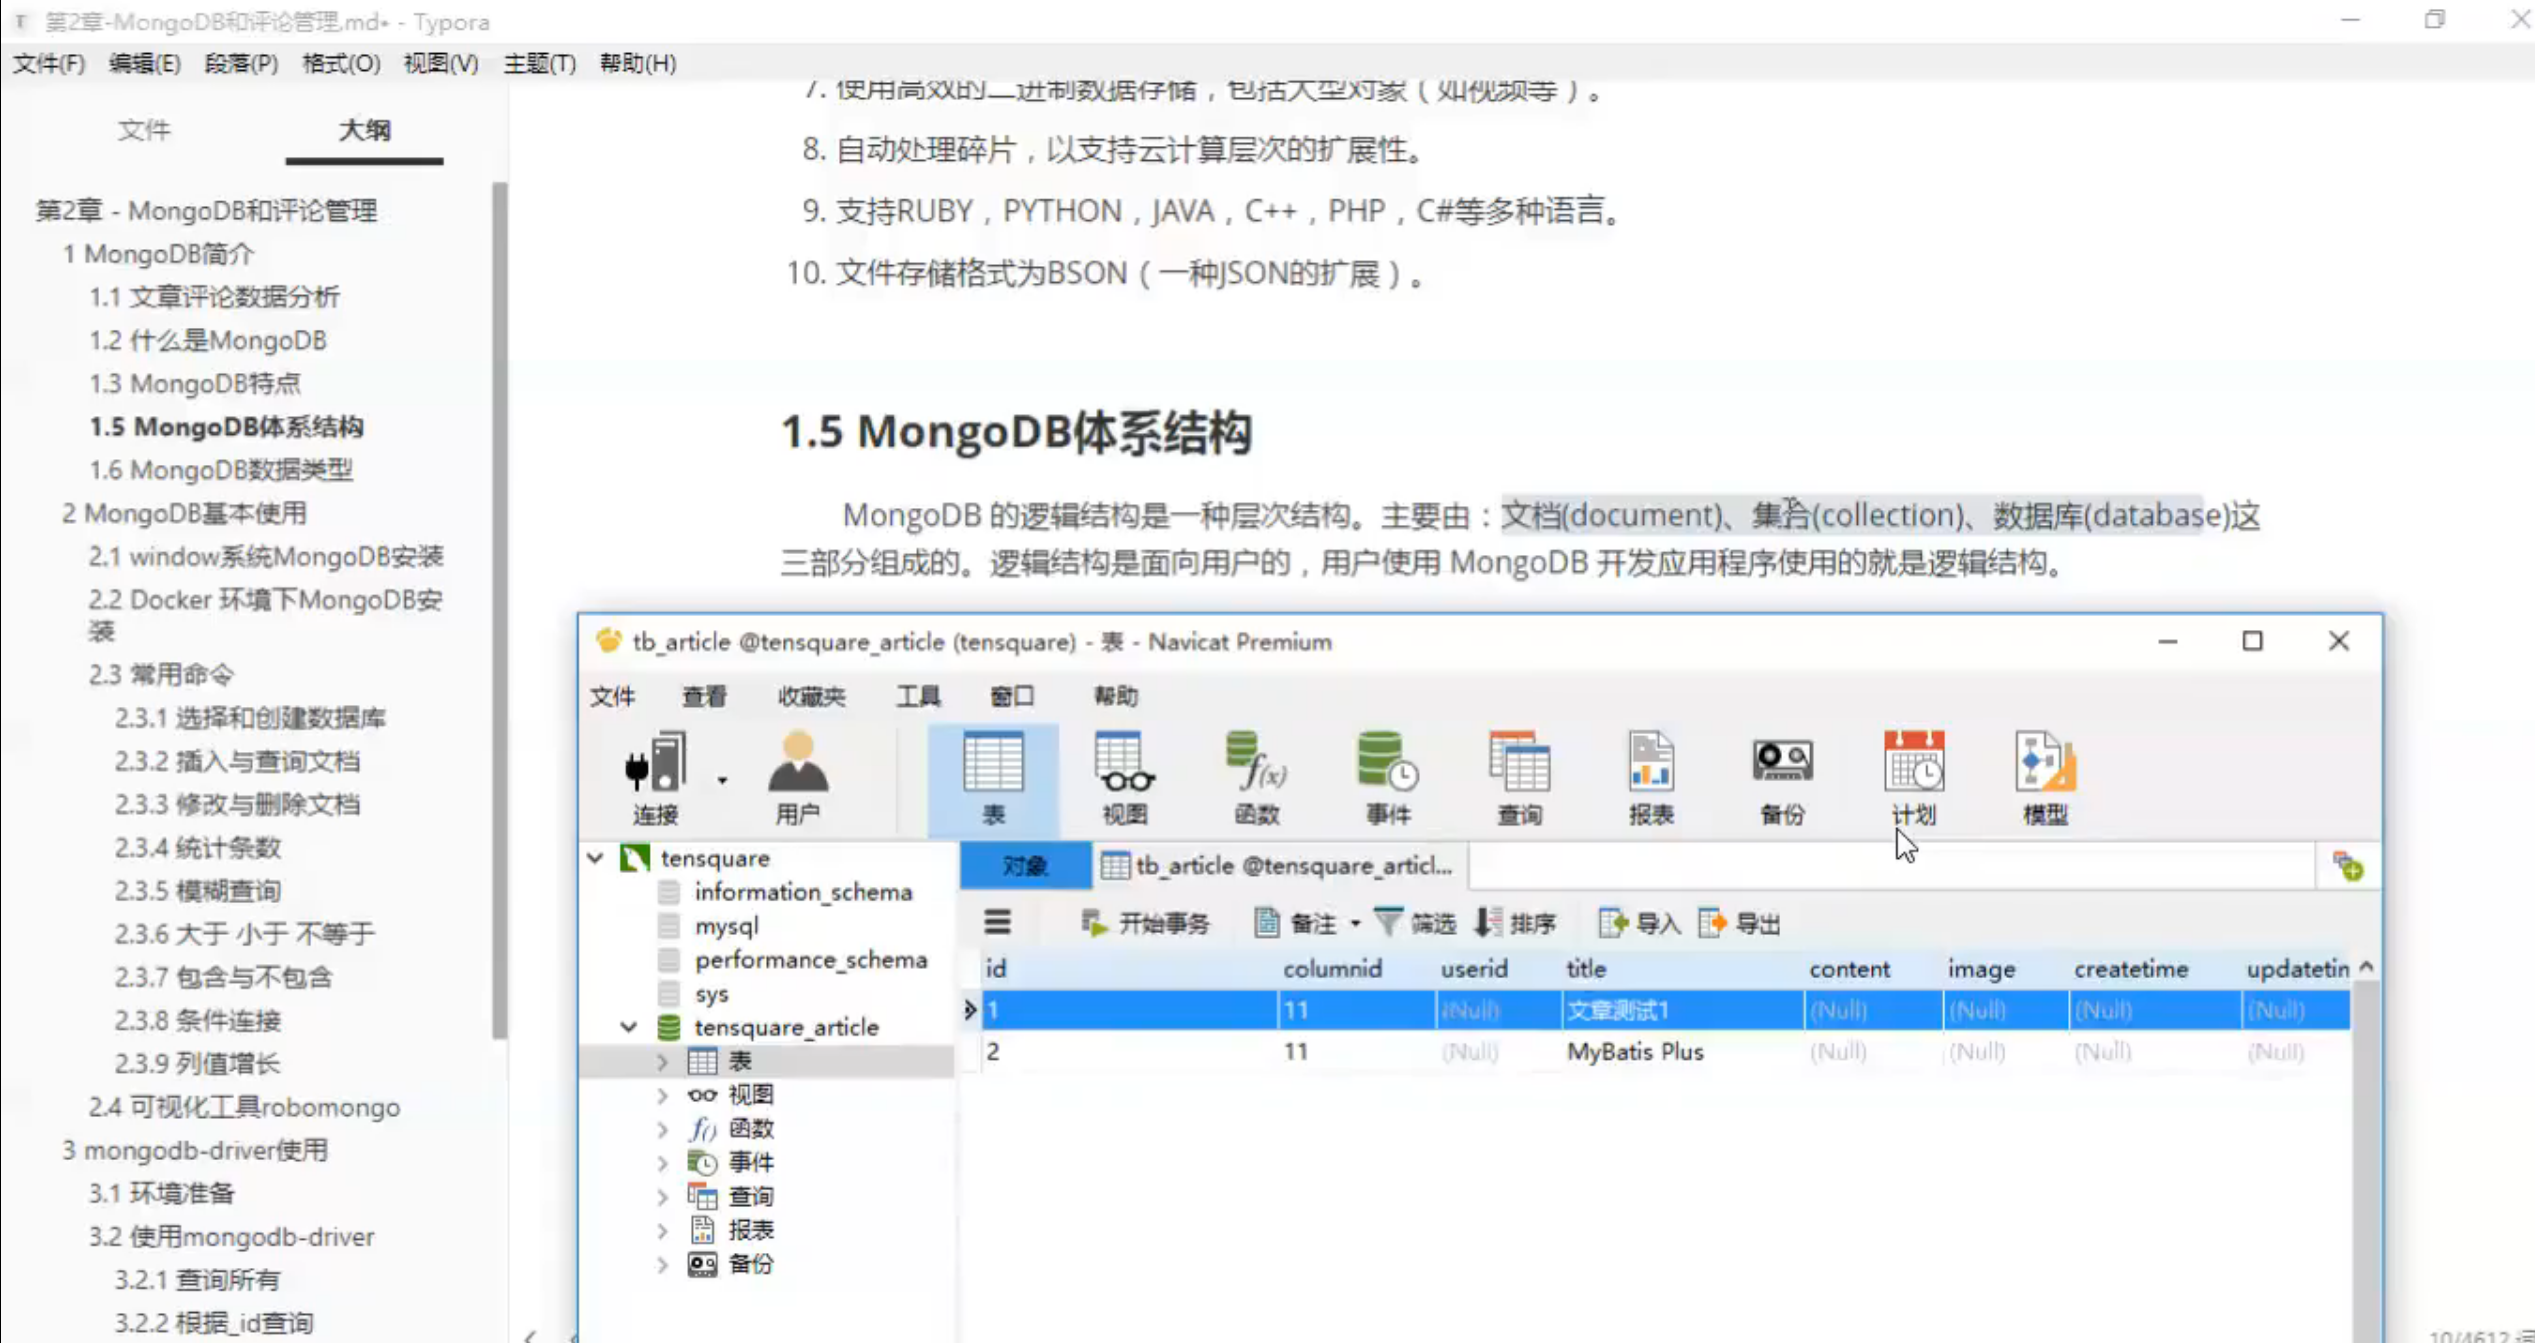 第2章-MongoDB和评论管理.md• - Typora
文件(F) 编辑(E) 段落(P) 格式(O) 视图(V) 主题(T) 帮助(H)
文件 大纲
第2章 - MongoDB和评论管理
1 MongoDB简介
1.1 文章评论数据分析
1.2 什么是MongoDB
1.3 MongoDB特点
1.5 MongoDB体系结构
1.6 MongoDB数据类型
2 MongoDB基本使用
2.1 window系统MongoDB安装
2.2 Docker 环境下MongoDB安
装
2.3 常用命令
2.3.1 选择和创建数据库
2.3.2 插入与查询文档
2.3.3 修改与删除文档
2.3.4 统计条数
2.3.5 模糊查询
2.3.6 大于 小于 不等于
2.3.7 包含与不包含
2.3.8 条件连接
2.3.9 列值增长
2.4 可视化工具robomongo
3 mongodb-driver使用
3.1 环境准备
3.2 使用mongodb-driver
3.2.1 查询所有
3.2.2 根据_id查询
7. 使用高效的二进制数据存储，包括大型对象（如视频等）。
8. 自动处理碎片，以支持云计算层次的扩展性。
9. 支持RUBY，PYTHON，JAVA，C++，PHP，C#等多种语言。
10. 文件存储格式为BSON（一种JSON的扩展）。
1.5 MongoDB体系结构
MongoDB 的逻辑结构是一种层次结构。主要由：文档(document)、集合(collection)、数据库(database)这
三部分组成的。逻辑结构是面向用户的，用户使用 MongoDB 开发应用程序使用的就是逻辑结构。
tb_article @tensquare_article (tensquare) - 表 - Navicat Premium
文件 查看 收藏夹 工具 窗口 帮助
连接 用户 表 视图 函数 事件 查询 报表 备份 计划 模型
tensquare
information_schema
mysql
performance_schema
sys
tensquare_article
表
视图
函数
事件
查询
报表
备份
对象 tb_article @tensquare_articl...
开始事务 备注 筛选 排序 导入 导出
id columnid userid title content image createtime updatetin
1 11 (Null) 文章测试1 (Null) (Null) (Null) (Null)
2 11 (Null) MyBatis Plus (Null) (Null) (Null) (Null)